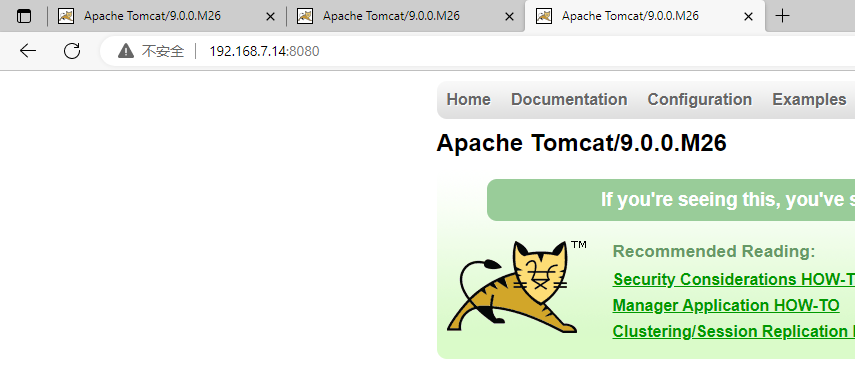 Apache Tomcat/9.0.0.M26 Apache Tomcat/9.0.0.M26 Apache Tomcat/9.0.0.M26
不安全 192.168.7.14:8080
Home Documentation Configuration Examples
Apache Tomcat/9.0.0.M26
If you're seeing this, you've s
TM
Recommended Reading:
Security Considerations HOW-T
Manager Application HOW-TO
Clustering/Session Replication